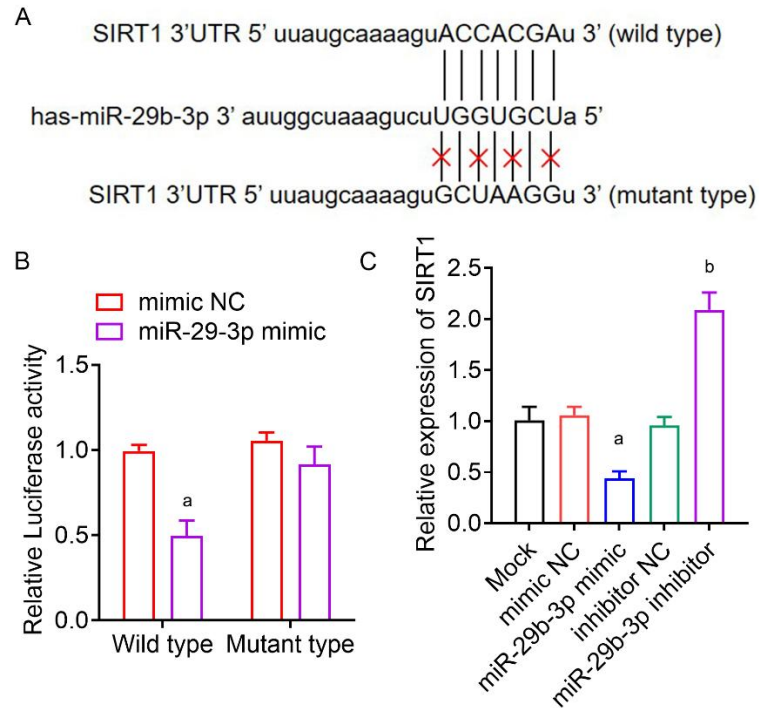 A
SIRT1 3'UTR 5' uuaugcaaaaguACCACGAu 3' (wild type)
has-miR-29b-3p 3' auuggcuaaagucuUGGUGCUa 5'
SIRT1 3'UTR 5' uuaugcaaaaguGCUAAGGu 3' (mutant type)
B
mimic NC
miR-29-3p mimic
Relative Luciferase activity
1.5
1.0
0.5
0.0
a
Wild type
Mutant type
C
Relative expression of SIRT1
2.5
2.0
1.5
1.0
0.5
0.0
a
b
Mock
mimic NC
miR-29b-3p mimic
inhibitor NC
miR-29b-3p inhibitor